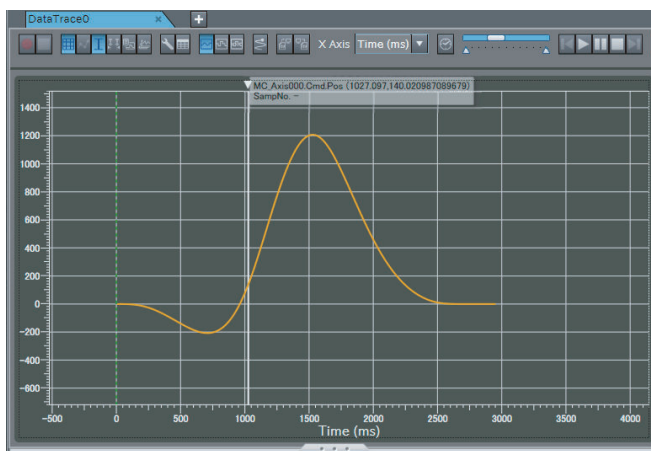 DataTrace0 × +
X Axis Time (ms)
MC_Axis000.Cmd.Pos (1027.097,140.020987089679)
SampNo. -
1400
1200
1000
800
600
400
200
0
-200
-400
-600
-500 0 500 1000 1500 2000 2500 3000 3500 4000
Time (ms)